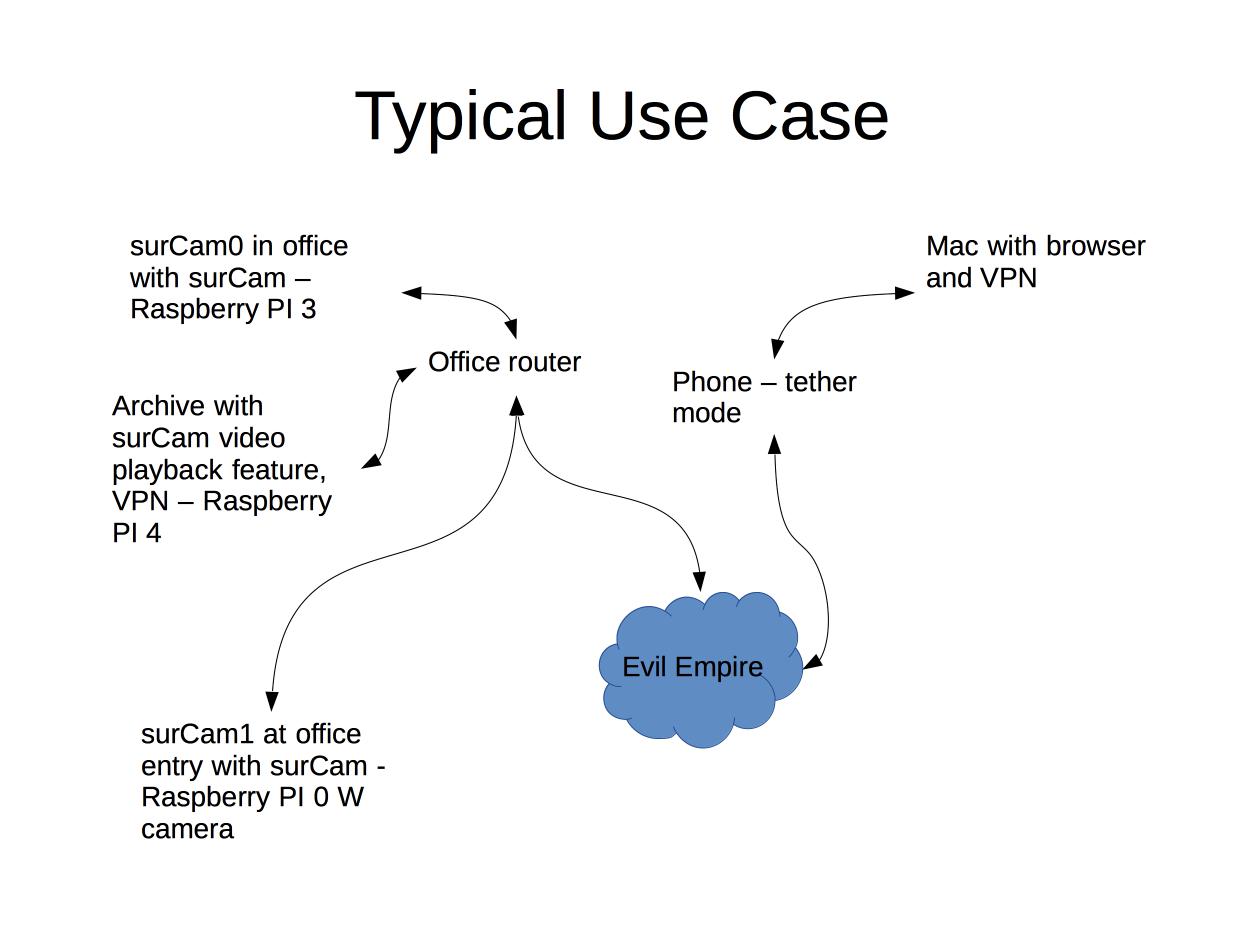 Typical Use Case
surCam0 in office
with surCam –
Raspberry PI 3
Mac with browser
and VPN
Office router
Phone – tether
mode
Archive with
surCam video
playback feature,
VPN – Raspberry
PI 4
Evil Empire
surCam1 at office
entry with surCam -
Raspberry PI 0 W
camera